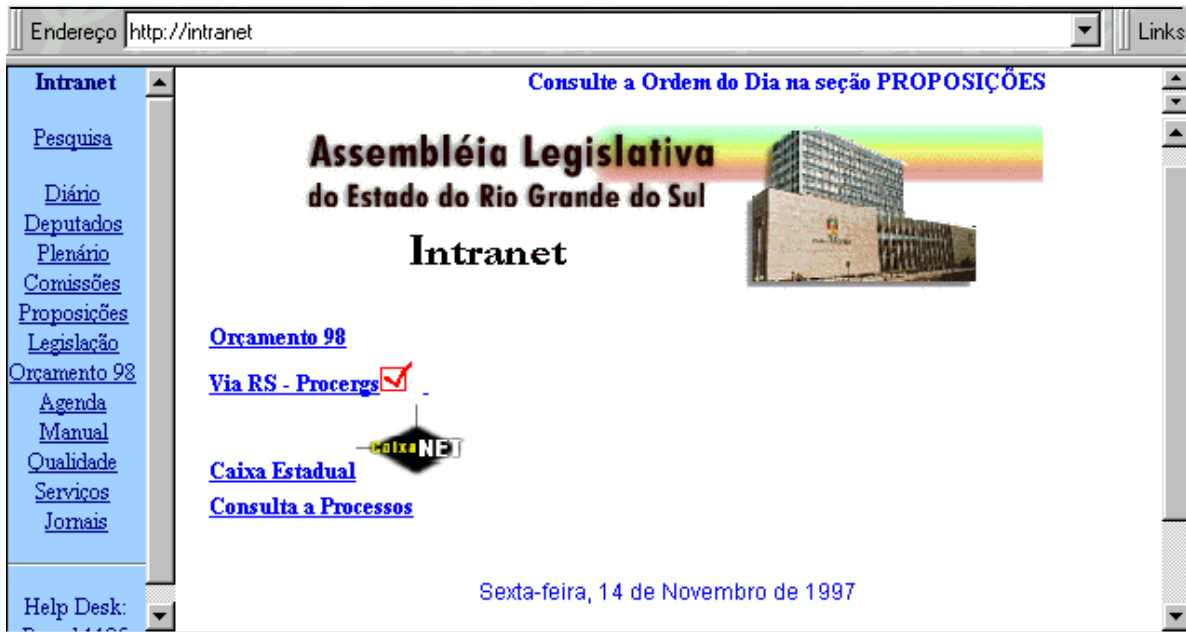 Endereço http://intranet Links
Intranet
Pesquisa
Diário
Deputados
Plenário
Comissões
Proposições
Legislação
Orçamento 98
Agenda
Manual
Qualidade
Serviços
Jornais
Help Desk:
Consulte a Ordem do Dia na seção PROPOSIÇÕES
Assembléia Legislativa
do Estado do Rio Grande do Sul
Intranet
Orçamento 98
Via RS - Procergs
caixaNET
Caixa Estadual
Consulta a Processos
Sexta-feira, 14 de Novembro de 1997